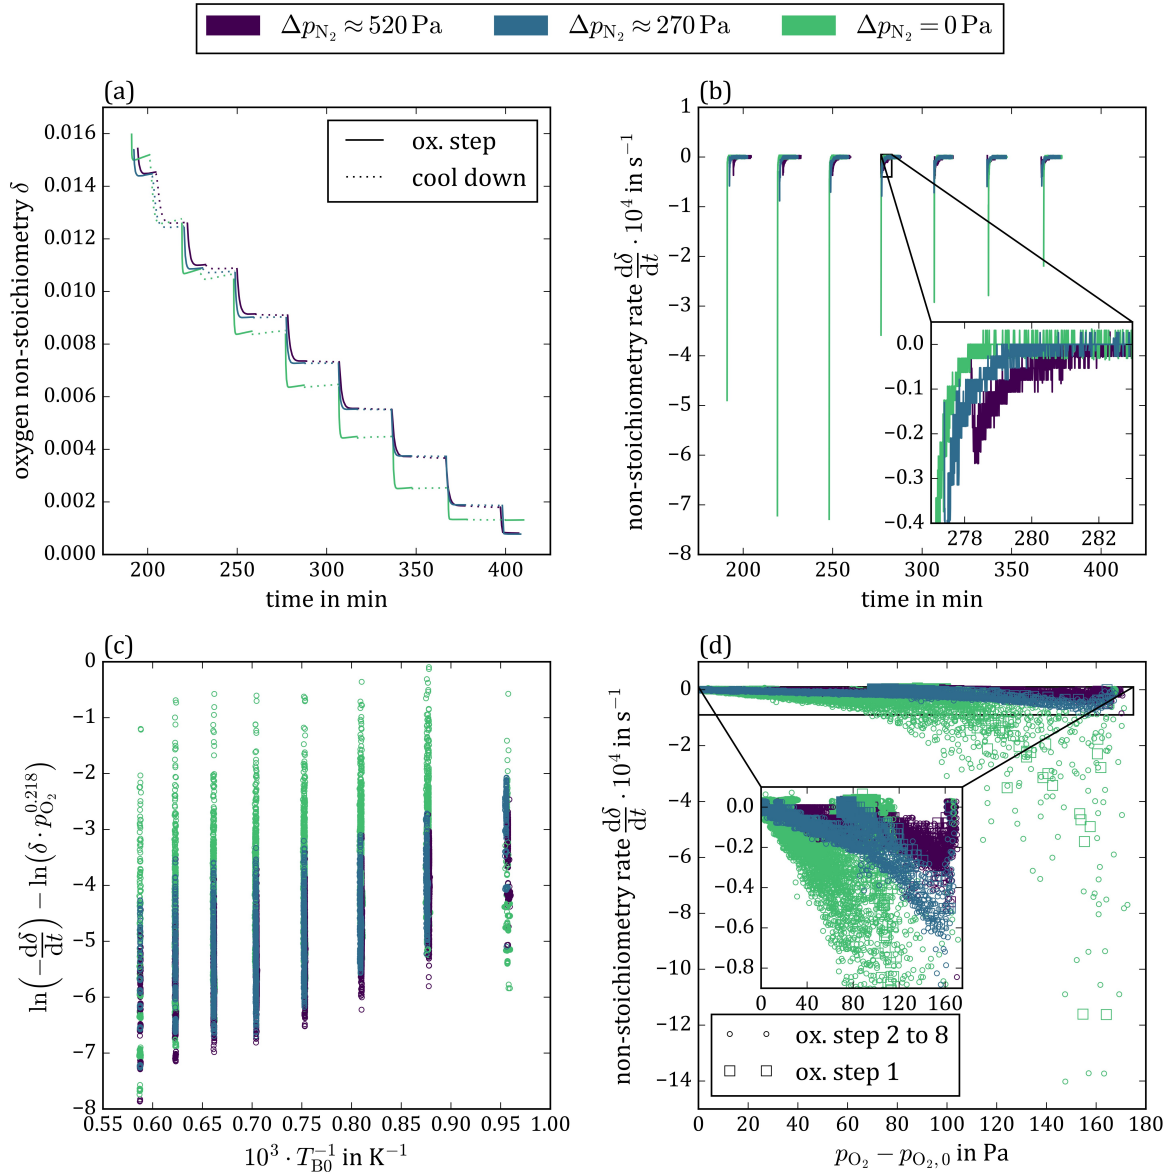 Δp_N₂ ≈ 520 Pa Δp_N₂ ≈ 270 Pa Δp_N₂ = 0 Pa
(a)
0.016
0.014
0.012
0.010
0.008
0.006
0.004
0.002
0.000
oxygen non-stoichiometry δ
ox. step
cool down
200 250 300 350 400
time in min
(b)
1
0
−1
−2
−3
−4
−5
−6
−7
−8
non-stoichiometry rate dδ/dt · 10⁴ in s⁻¹
0.0
−0.1
−0.2
−0.3
−0.4
278 280 282
200 250 300 350 400
time in min
(c)
0
−1
−2
−3
−4
−5
−6
−7
−8
ln(−dδ/dt) − ln(δ · p_O₂^0.218)
0.55 0.60 0.65 0.70 0.75 0.80 0.85 0.90 0.95 1.00
10³ · T_B0⁻¹ in K⁻¹
(d)
0
−2
−4
−6
−8
−10
−12
−14
non-stoichiometry rate dδ/dt · 10⁴ in s⁻¹
0.0
−0.2
−0.4
−0.6
−0.8
0 40 80 120 160
ox. step 2 to 8
ox. step 1
0 20 40 60 80 100 120 140 160 180
p_O₂ − p_O₂,0 in Pa